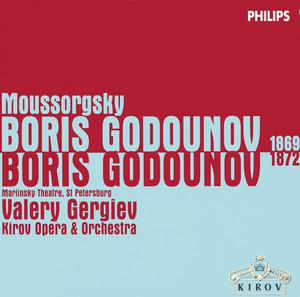 PHILIPS
Moussorgsky
BORIS GODOUNOV 1869
BORIS GODOUNOV 1872
Mariinsky Theatre, St Petersburg
Valery Gergiev
Kirov Opera & Orchestra
KIROV